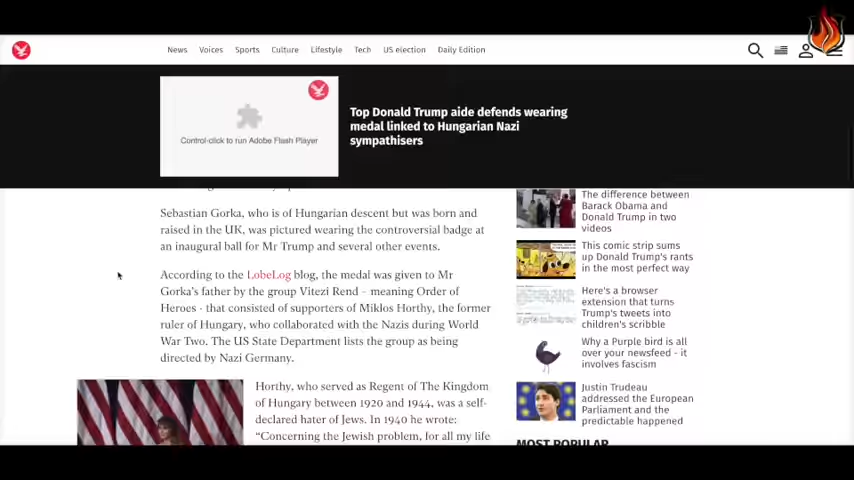 News Voices Sports Culture Lifestyle Tech US election Daily Edition
Control-click to run Adobe Flash Player
Top Donald Trump aide defends wearing
medal linked to Hungarian Nazi
sympathisers
Sebastian Gorka, who is of Hungarian descent but was born and
raised in the UK, was pictured wearing the controversial badge at
an inaugural ball for Mr Trump and several other events.
According to the LobeLog blog, the medal was given to Mr
Gorka's father by the group Vitezi Rend – meaning Order of
Heroes - that consisted of supporters of Miklos Horthy, the former
ruler of Hungary, who collaborated with the Nazis during World
War Two. The US State Department lists the group as being
directed by Nazi Germany.
Horthy, who served as Regent of The Kingdom
of Hungary between 1920 and 1944, was a self-
declared hater of Jews. In 1940 he wrote:
“Concerning the Jewish problem, for all my life
The difference between
Barack Obama and
Donald Trump in two
videos
This comic strip sums
up Donald Trump's rants
in the most perfect way
Here's a browser
extension that turns
Trump's tweets into
children's scribble
Why a Purple bird is all
over your newsfeed - it
involves fascism
Justin Trudeau
addressed the European
Parliament and the
predictable happened
MOST POPULAR